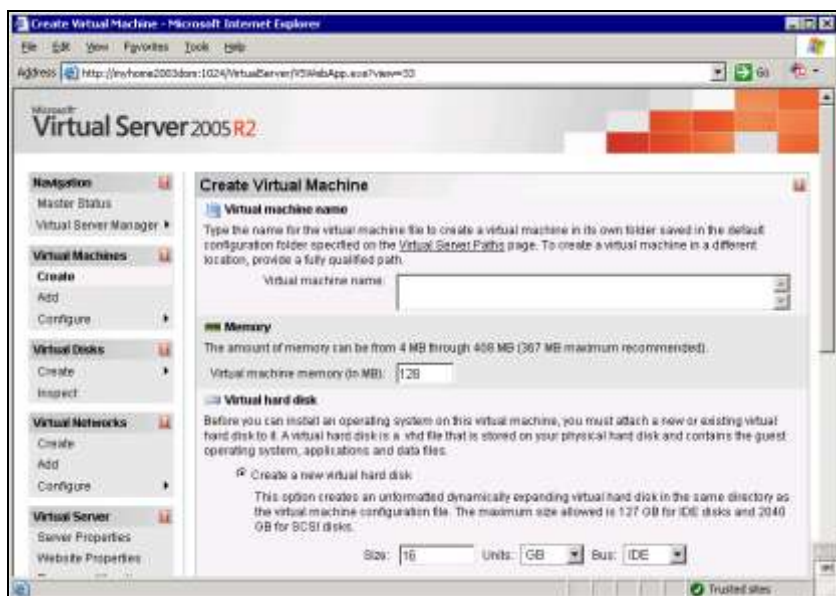 Create Virtual Machine - Microsoft Internet Explorer
File Edit View Favorites Tools Help
Address http://myhome2003dom:1024/VirtualServer/VSWebApp.exe?view=33 Go
Microsoft
Virtual Server 2005 R2
Navigation
Master Status
Virtual Server Manager
Virtual Machines
Create
Add
Configure
Virtual Disks
Create
Inspect
Virtual Networks
Create
Add
Configure
Virtual Server
Server Properties
Website Properties
Create Virtual Machine
Virtual machine name
Type the name for the virtual machine file to create a virtual machine in its own folder saved in the default
configuration folder specified on the Virtual Server Paths page. To create a virtual machine in a different
location, provide a fully qualified path.
Virtual machine name:
Memory
The amount of memory can be from 4 MB through 408 MB (367 MB maximum recommended).
Virtual machine memory (in MB): 128
Virtual hard disk
Before you can install an operating system on this virtual machine, you must attach a new or existing virtual
hard disk to it. A virtual hard disk is a .vhd file that is stored on your physical hard disk and contains the guest
operating system, applications and data files.
Create a new virtual hard disk
This option creates an unformatted dynamically expanding virtual hard disk in the same directory as
the virtual machine configuration file. The maximum size allowed is 127 GB for IDE disks and 2040
GB for SCSI disks.
Size: 16 Units: GB Bus: IDE
Trusted sites